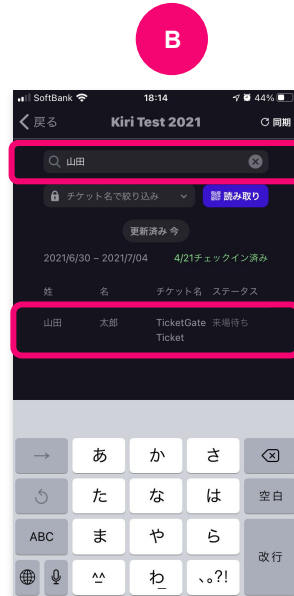 B
SoftBank 18:14 44%
戻る Kiri Test 2021 同期
山田
チケット名で絞り込み 読み取り
更新済み 今
2021/6/30 – 2021/7/04 4/21チェックイン済み
姓 名 チケット名 ステータス
山田 太郎 TicketGate 来場待ち
Ticket
→ あ か さ
た な は 空白
ABC ま や ら
改行
^^ わ 、。?!